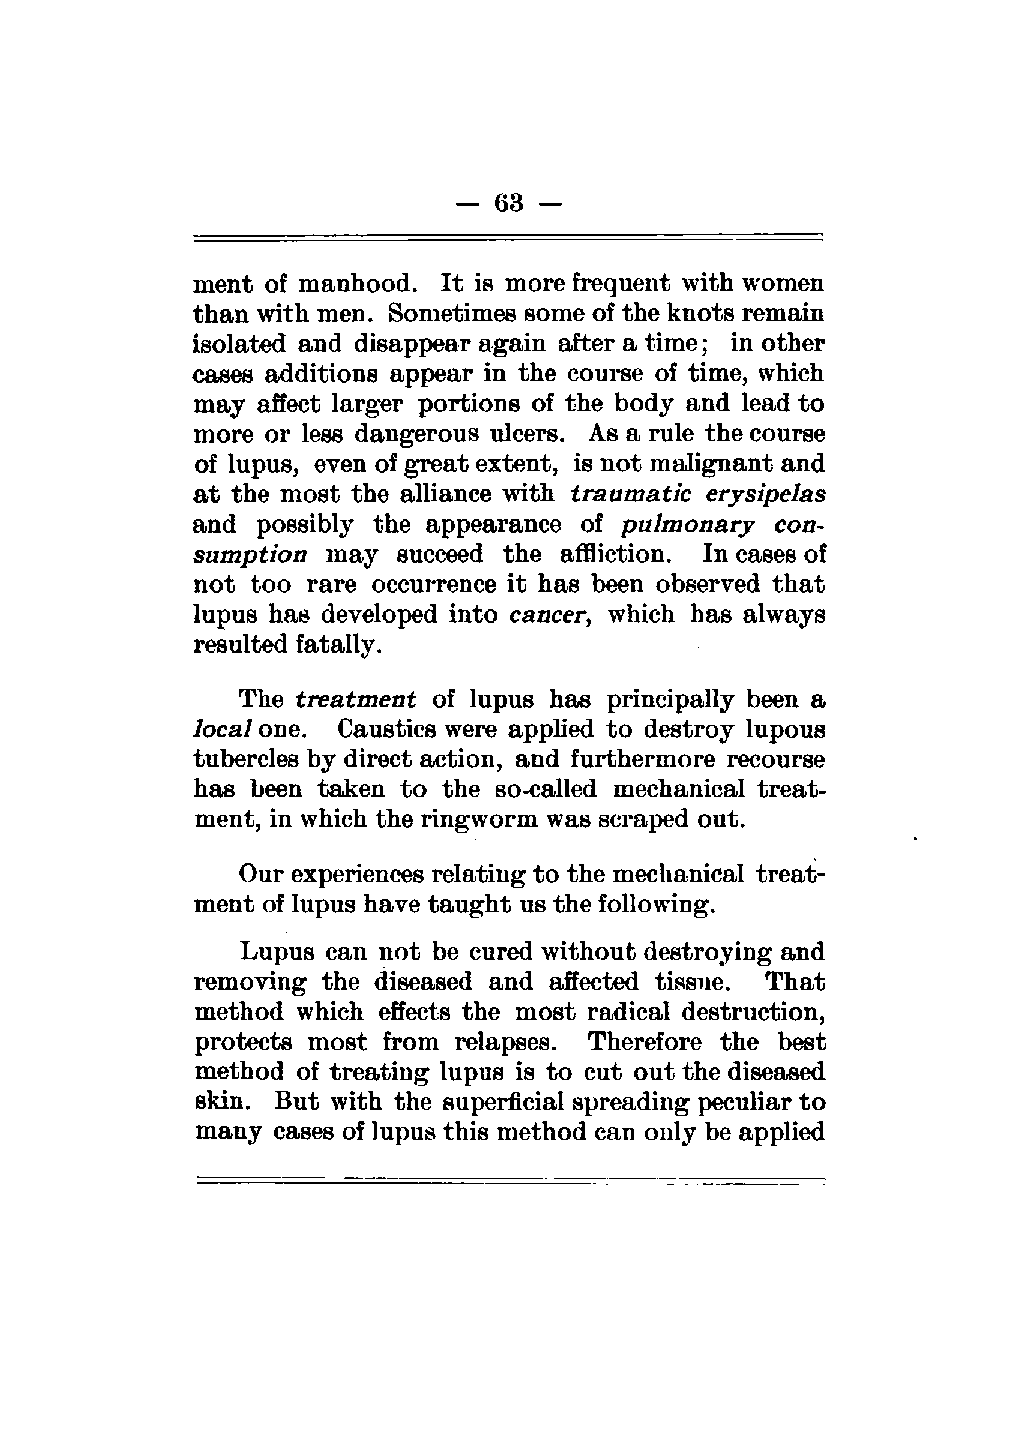 — 63 —
ment of manhood. It is more frequent with women
than with men. Sometimes some of the knots remain
isolated and disappear again after a time; in other
cases additions appear in the course of time, which
may affect larger portions of the body and lead to
more or less dangerous ulcers. As a rule the course
of lupus, even of great extent, is not malignant and
at the most the alliance with traumatic erysipelas
and possibly the appearance of pulmonary con-
sumption may succeed the affliction. In cases of
not too rare occurrence it has been observed that
lupus has developed into cancer, which has always
resulted fatally.
The treatment of lupus has principally been a
local one. Caustics were applied to destroy lupous
tubercles by direct action, and furthermore recourse
has been taken to the so-called mechanical treat-
ment, in which the ringworm was scraped out.
Our experiences relating to the mechanical treat-
ment of lupus have taught us the following.
Lupus can not be cured without destroying and
removing the diseased and affected tissue. That
method which effects the most radical destruction,
protects most from relapses. Therefore the best
method of treating lupus is to cut out the diseased
skin. But with the superficial spreading peculiar to
many cases of lupus this method can only be applied